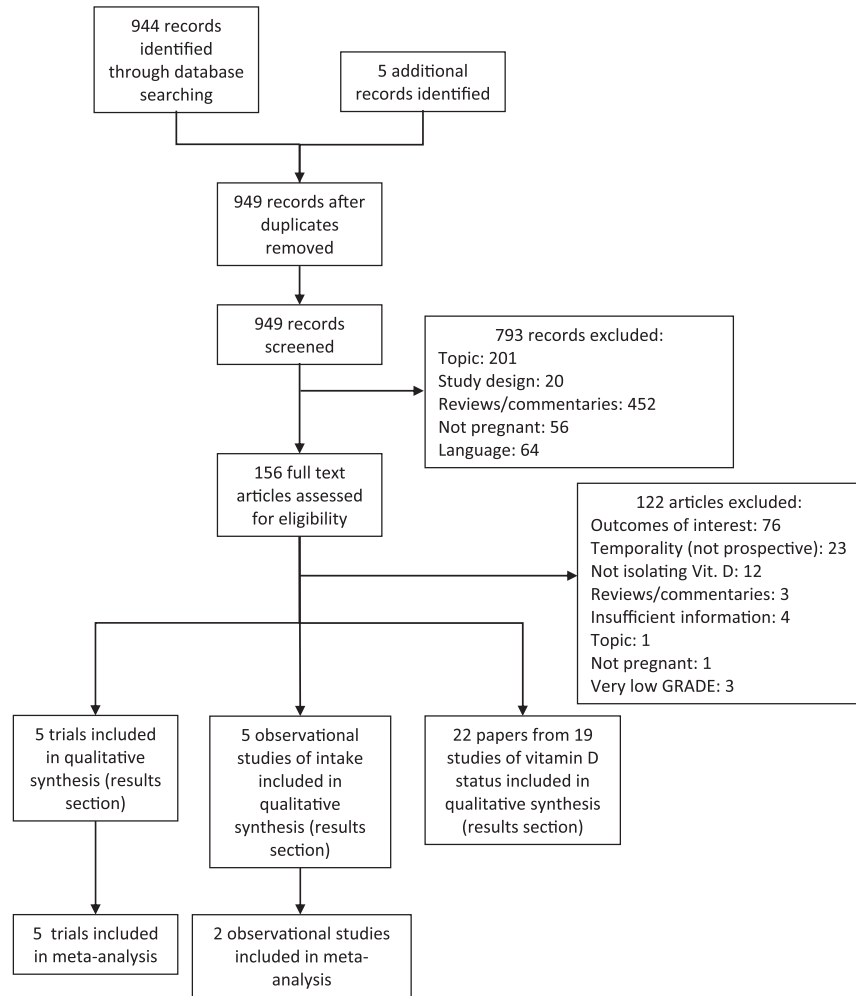 944 records
identified
through database
searching
5 additional
records identified
949 records after
duplicates
removed
949 records
screened
793 records excluded:
Topic: 201
Study design: 20
Reviews/commentaries: 452
Not pregnant: 56
Language: 64
156 full text
articles assessed
for eligibility
122 articles excluded:
Outcomes of interest: 76
Temporality (not prospective): 23
Not isolating Vit. D: 12
Reviews/commentaries: 3
Insufficient information: 4
Topic: 1
Not pregnant: 1
Very low GRADE: 3
5 trials included
in qualitative
synthesis (results
section)
5 observational
studies of intake
included in
qualitative
synthesis (results
section)
22 papers from 19
studies of vitamin D
status included in
qualitative synthesis
(results section)
5 trials included
in meta-analysis
2 observational studies
included in meta-
analysis